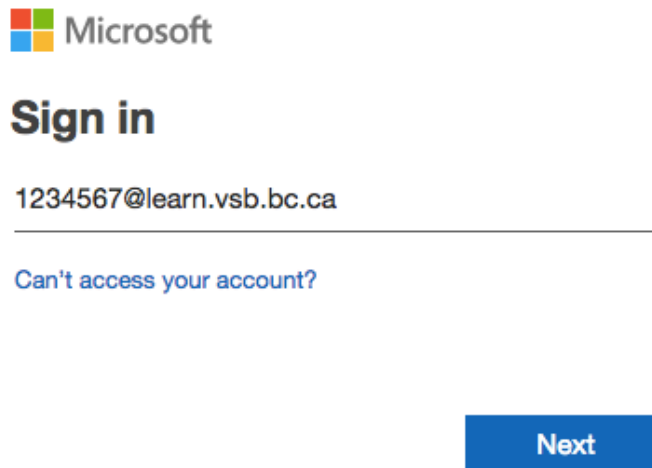 Microsoft
Sign in
1234567@learn.vsb.bc.ca
Can't access your account?
Next